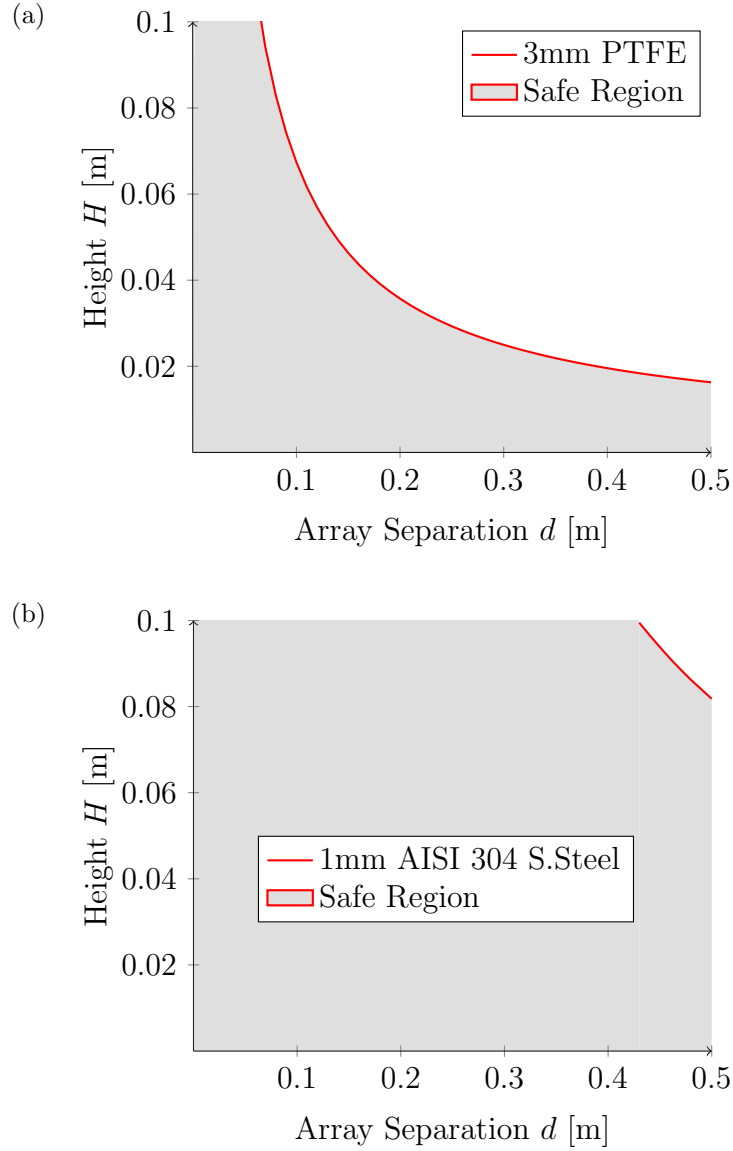 (a)
0.1
0.08
0.06
0.04
0.02
Height H [m]
3mm PTFE
Safe Region
0.1 0.2 0.3 0.4 0.5
Array Separation d [m]
(b)
0.1
0.08
0.06
0.04
0.02
Height H [m]
1mm AISI 304 S.Steel
Safe Region
0.1 0.2 0.3 0.4 0.5
Array Separation d [m]